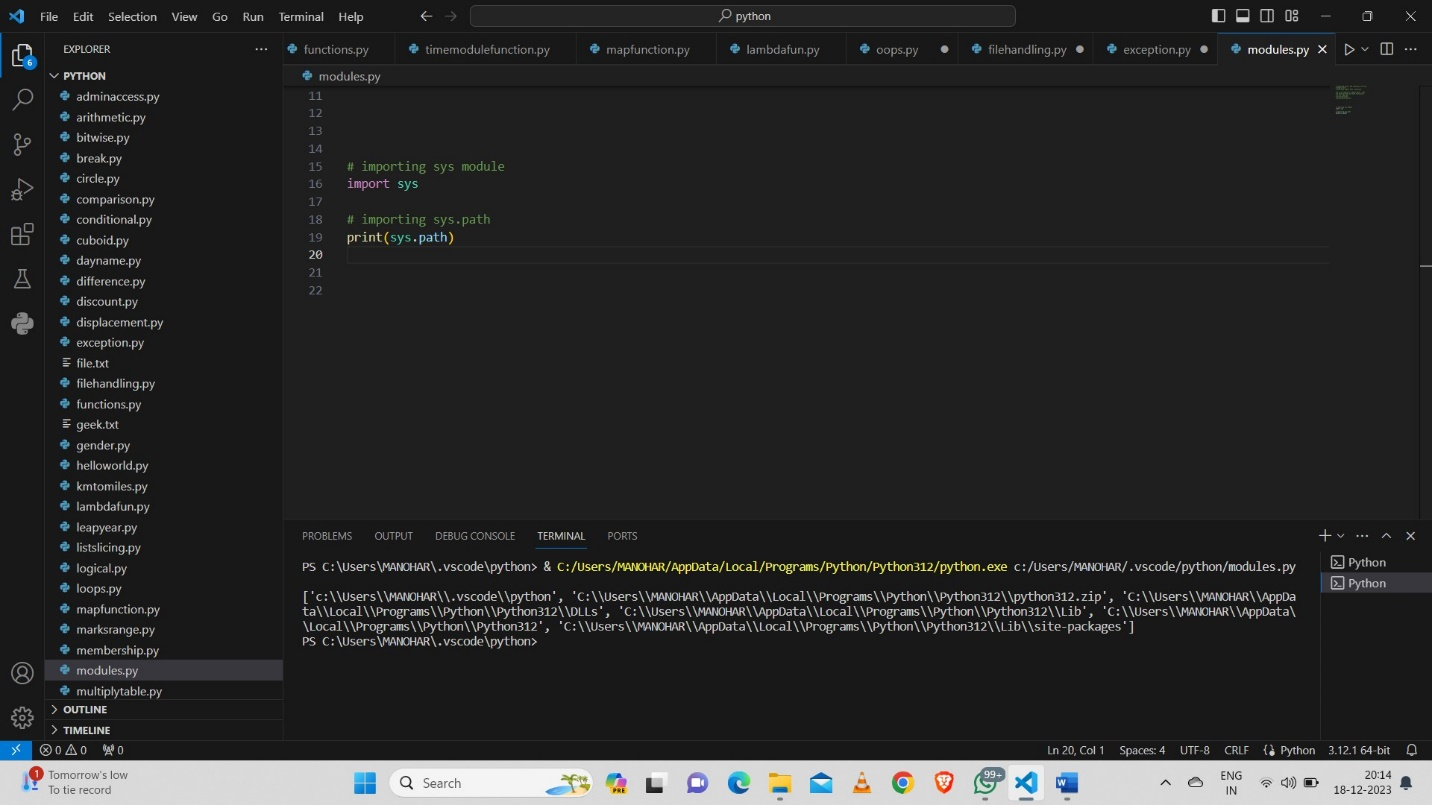 File Edit Selection View Go Run Terminal Help
python
EXPLORER
functions.py timemodulefunction.py mapfunction.py lambdafun.py oops.py filehandling.py exception.py modules.py
PYTHON
modules.py
adminaccess.py
arithmetic.py
bitwise.py
break.py
circle.py
comparison.py
conditional.py
cuboid.py
dayname.py
difference.py
discount.py
displacement.py
exception.py
file.txt
filehandling.py
functions.py
geek.txt
gender.py
helloworld.py
kmtomiles.py
lambdafun.py
leapyear.py
listslicing.py
logical.py
loops.py
mapfunction.py
marksrange.py
membership.py
modules.py
multiplytable.py
OUTLINE
TIMELINE
6
11
12
13
14
15 # importing sys module
16 import sys
17
18 # importing sys.path
19 print(sys.path)
20
21
22
PROBLEMS OUTPUT DEBUG CONSOLE TERMINAL PORTS
PS C:\Users\MANOHAR\.vscode\python> & C:/Users/MANOHAR/AppData/Local/Programs/Python/Python312/python.exe c:/Users/MANOHAR/.vscode/python/modules.py
['c:\\Users\\MANOHAR\\.vscode\\python', 'C:\\Users\\MANOHAR\\AppData\\Local\\Programs\\Python\\Python312\\python312.zip', 'C:\\Users\\MANOHAR\\AppDa
ta\\Local\\Programs\\Python\\Python312\\DLLs', 'C:\\Users\\MANOHAR\\AppData\\Local\\Programs\\Python\\Python312\\Lib', 'C:\\Users\\MANOHAR\\AppData\
\Local\\Programs\\Python\\Python312', 'C:\\Users\\MANOHAR\\AppData\\Local\\Programs\\Python\\Python312\\Lib\\site-packages']
PS C:\Users\MANOHAR\.vscode\python>
Python
Python
0 0 0
Ln 20, Col 1 Spaces: 4 UTF-8 CRLF Python 3.12.1 64-bit
1
Tomorrow's low
To tie record
Search
PRE
99+
ENG
IN
20:14
18-12-2023